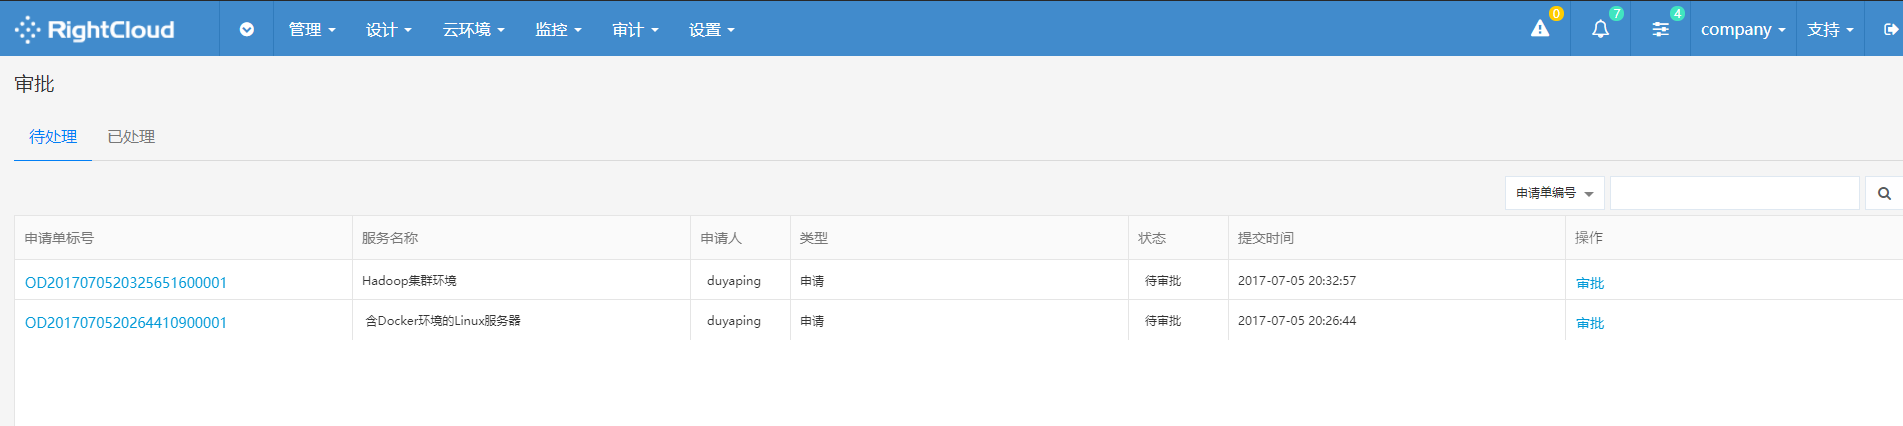 RightCloud 管理 设计 云环境 监控 审计 设置 0 7 4 company 支持
审批
待处理 已处理
申请单编号
申请单标号 服务名称 申请人 类型 状态 提交时间 操作
OD2017070520325651600001 Hadoop集群环境 duyaping 申请 待审批 2017-07-05 20:32:57 审批
OD2017070520264410900001 含Docker环境的Linux服务器 duyaping 申请 待审批 2017-07-05 20:26:44 审批